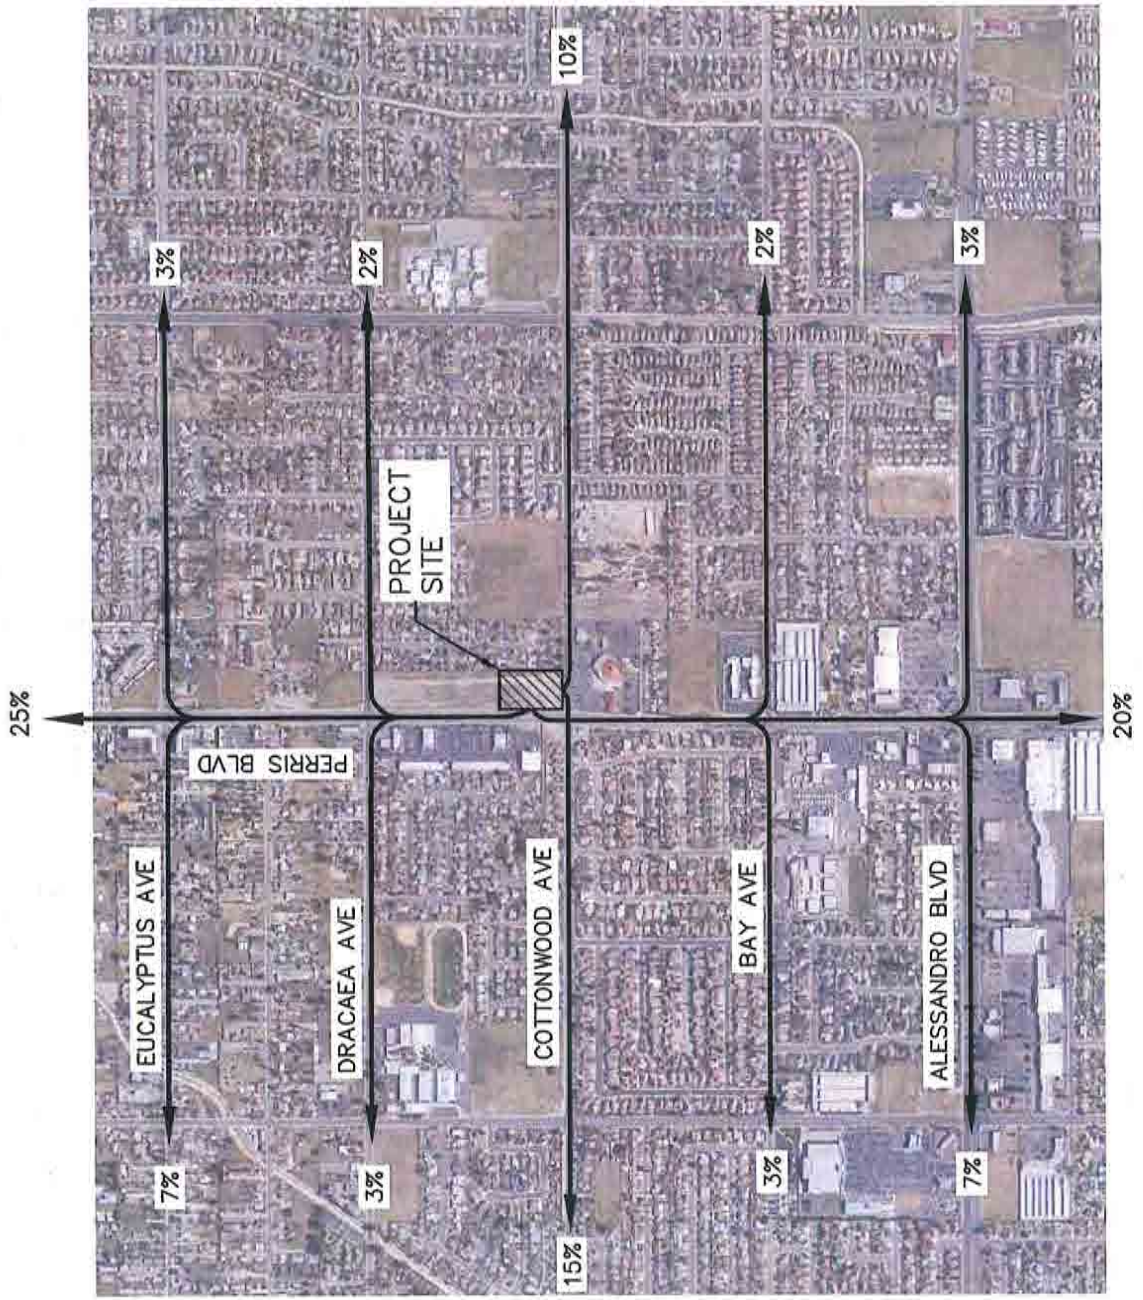 25%
10%
3%
3%
2%
2%
PROJECT
SITE
PERRIS BLVD
EUCALYPTUS AVE
DRACAEA AVE
COTTONWOOD AVE
BAY AVE
ALESSANDRO BLVD
7%
3%
15%
3%
7%
20%